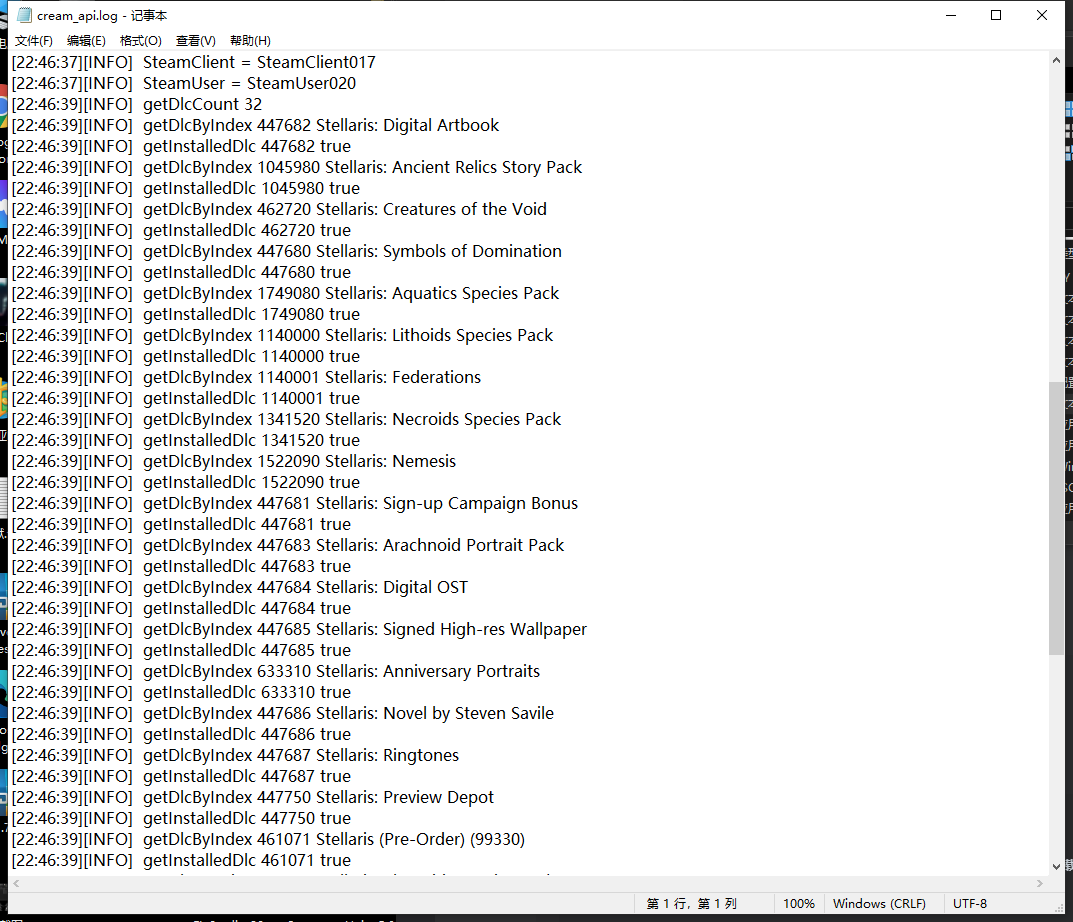 cream_api.log - 记事本
文件(F) 编辑(E) 格式(O) 查看(V) 帮助(H)
[22:46:37][INFO] SteamClient = SteamClient017
[22:46:37][INFO] SteamUser = SteamUser020
[22:46:39][INFO] getDlcCount 32
[22:46:39][INFO] getDlcByIndex 447682 Stellaris: Digital Artbook
[22:46:39][INFO] getInstalledDlc 447682 true
[22:46:39][INFO] getDlcByIndex 1045980 Stellaris: Ancient Relics Story Pack
[22:46:39][INFO] getInstalledDlc 1045980 true
[22:46:39][INFO] getDlcByIndex 462720 Stellaris: Creatures of the Void
[22:46:39][INFO] getInstalledDlc 462720 true
[22:46:39][INFO] getDlcByIndex 447680 Stellaris: Symbols of Domination
[22:46:39][INFO] getInstalledDlc 447680 true
[22:46:39][INFO] getDlcByIndex 1749080 Stellaris: Aquatics Species Pack
[22:46:39][INFO] getInstalledDlc 1749080 true
[22:46:39][INFO] getDlcByIndex 1140000 Stellaris: Lithoids Species Pack
[22:46:39][INFO] getInstalledDlc 1140000 true
[22:46:39][INFO] getDlcByIndex 1140001 Stellaris: Federations
[22:46:39][INFO] getInstalledDlc 1140001 true
[22:46:39][INFO] getDlcByIndex 1341520 Stellaris: Necroids Species Pack
[22:46:39][INFO] getInstalledDlc 1341520 true
[22:46:39][INFO] getDlcByIndex 1522090 Stellaris: Nemesis
[22:46:39][INFO] getInstalledDlc 1522090 true
[22:46:39][INFO] getDlcByIndex 447681 Stellaris: Sign-up Campaign Bonus
[22:46:39][INFO] getInstalledDlc 447681 true
[22:46:39][INFO] getDlcByIndex 447683 Stellaris: Arachnoid Portrait Pack
[22:46:39][INFO] getInstalledDlc 447683 true
[22:46:39][INFO] getDlcByIndex 447684 Stellaris: Digital OST
[22:46:39][INFO] getInstalledDlc 447684 true
[22:46:39][INFO] getDlcByIndex 447685 Stellaris: Signed High-res Wallpaper
[22:46:39][INFO] getInstalledDlc 447685 true
[22:46:39][INFO] getDlcByIndex 633310 Stellaris: Anniversary Portraits
[22:46:39][INFO] getInstalledDlc 633310 true
[22:46:39][INFO] getDlcByIndex 447686 Stellaris: Novel by Steven Savile
[22:46:39][INFO] getInstalledDlc 447686 true
[22:46:39][INFO] getDlcByIndex 447687 Stellaris: Ringtones
[22:46:39][INFO] getInstalledDlc 447687 true
[22:46:39][INFO] getDlcByIndex 447750 Stellaris: Preview Depot
[22:46:39][INFO] getInstalledDlc 447750 true
[22:46:39][INFO] getDlcByIndex 461071 Stellaris (Pre-Order) (99330)
[22:46:39][INFO] getInstalledDlc 461071 true
第 1 行，第 1 列 100% Windows (CRLF) UTF-8